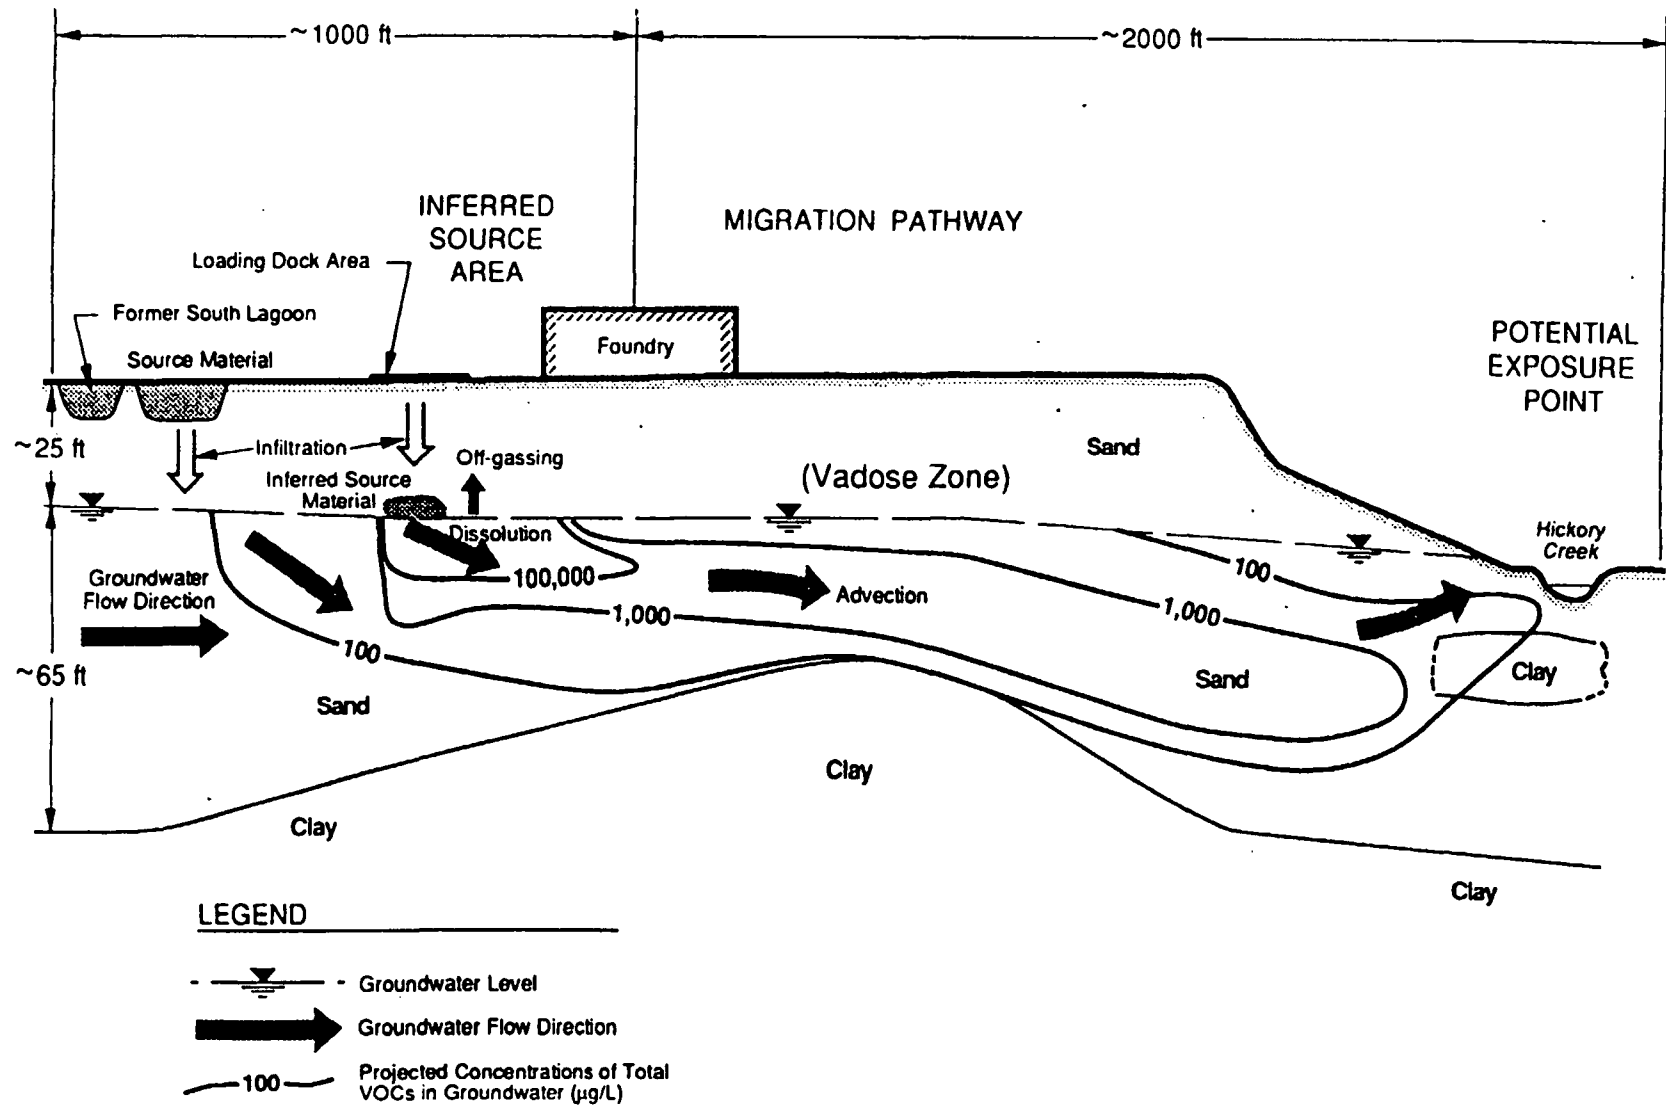 ~1000 ft
~2000 ft
INFERRED
SOURCE
AREA
MIGRATION PATHWAY
Loading Dock Area
Former South Lagoon
Source Material
Foundry
POTENTIAL
EXPOSURE
POINT
~25 ft
Infiltration
Off-gassing
Sand
Inferred Source
Material
(Vadose Zone)
Dissolution
Hickory
Creek
Groundwater
Flow Direction
100,000
Advection
100
1,000
1,000
100
~65 ft
Sand
Sand
Clay
Clay
Clay
Clay
LEGEND
Groundwater Level
Groundwater Flow Direction
100
Projected Concentrations of Total
VOCs in Groundwater (µg/L)